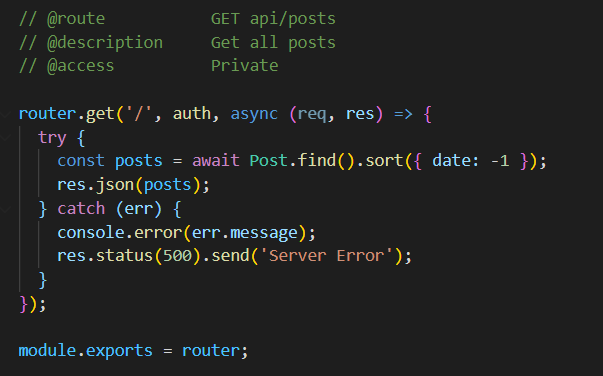 // @route           GET api/posts
// @description     Get all posts
// @access          Private
router.get('/', auth, async (req, res) => {
  try {
    const posts = await Post.find().sort({ date: -1 });
    res.json(posts);
  } catch (err) {
    console.error(err.message);
    res.status(500).send('Server Error');
  }
});
module.exports = router;